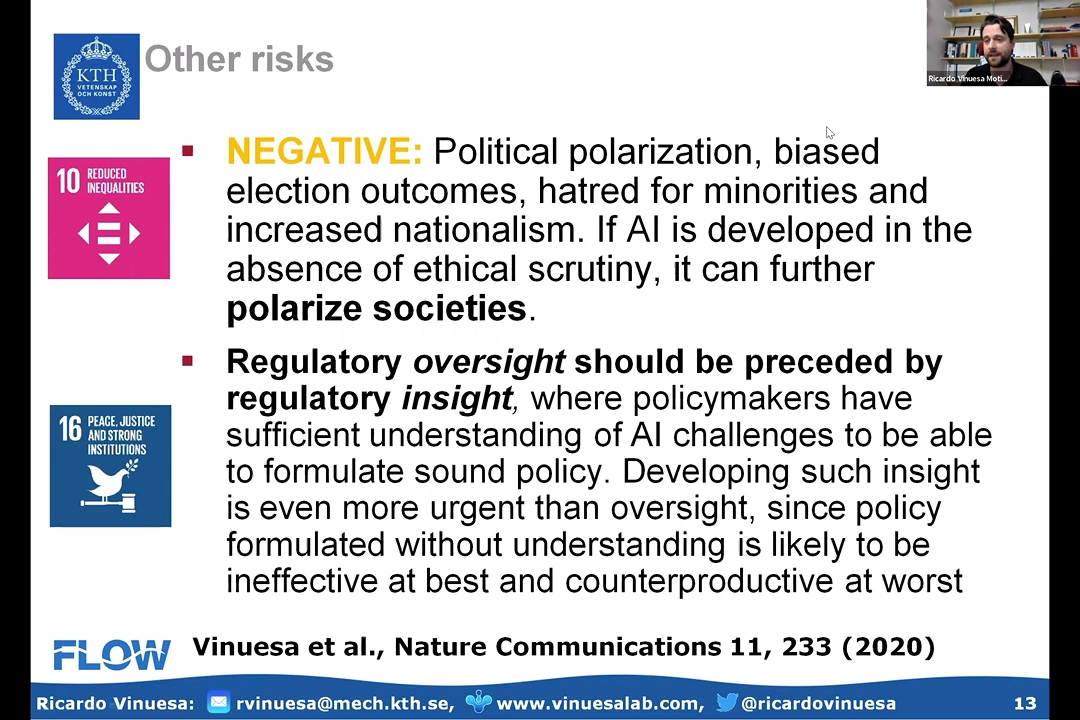 Other risks
KTH
VETENSKAP
OCH KONST
Ricardo Vinuesa Moti...
10 REDUCED
INEQUALITIES
NEGATIVE: Political polarization, biased
election outcomes, hatred for minorities and
increased nationalism. If AI is developed in the
absence of ethical scrutiny, it can further
polarize societies.
16 PEACE, JUSTICE
AND STRONG
INSTITUTIONS
Regulatory oversight should be preceded by
regulatory insight, where policymakers have
sufficient understanding of AI challenges to be able
to formulate sound policy. Developing such insight
is even more urgent than oversight, since policy
formulated without understanding is likely to be
ineffective at best and counterproductive at worst
FLOW
Vinuesa et al., Nature Communications 11, 233 (2020)
Ricardo Vinuesa: rvinuesa@mech.kth.se, www.vinuesalab.com, @ricardovinuesa 13